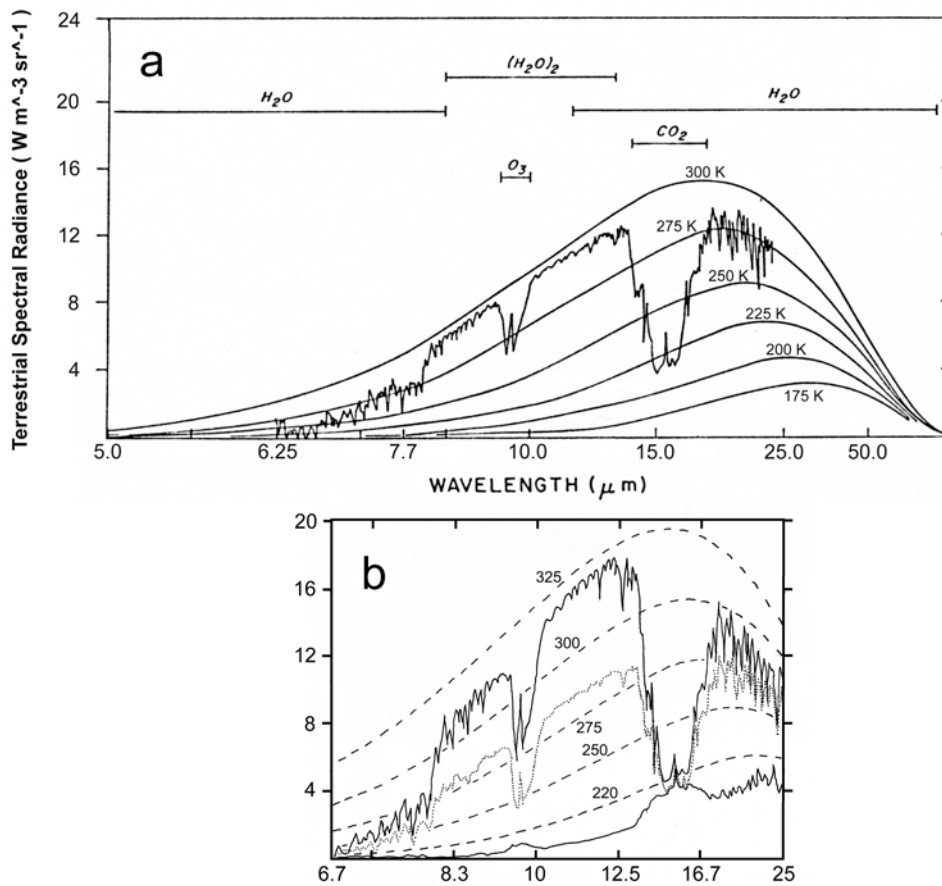 Terrestrial Spectral Radiance ( W m^-3 sr^-1 )
24
20
16
12
8
4
a
(H₂O)₂
H₂O
H₂O
CO₂
O₃
300 K
275 K
250 K
225 K
200 K
175 K
5.0 6.25 7.7 10.0 15.0 25.0 50.0
WAVELENGTH (μm)
20
16
12
8
4
b
325
300
275
250
220
6.7 8.3 10 12.5 16.7 25